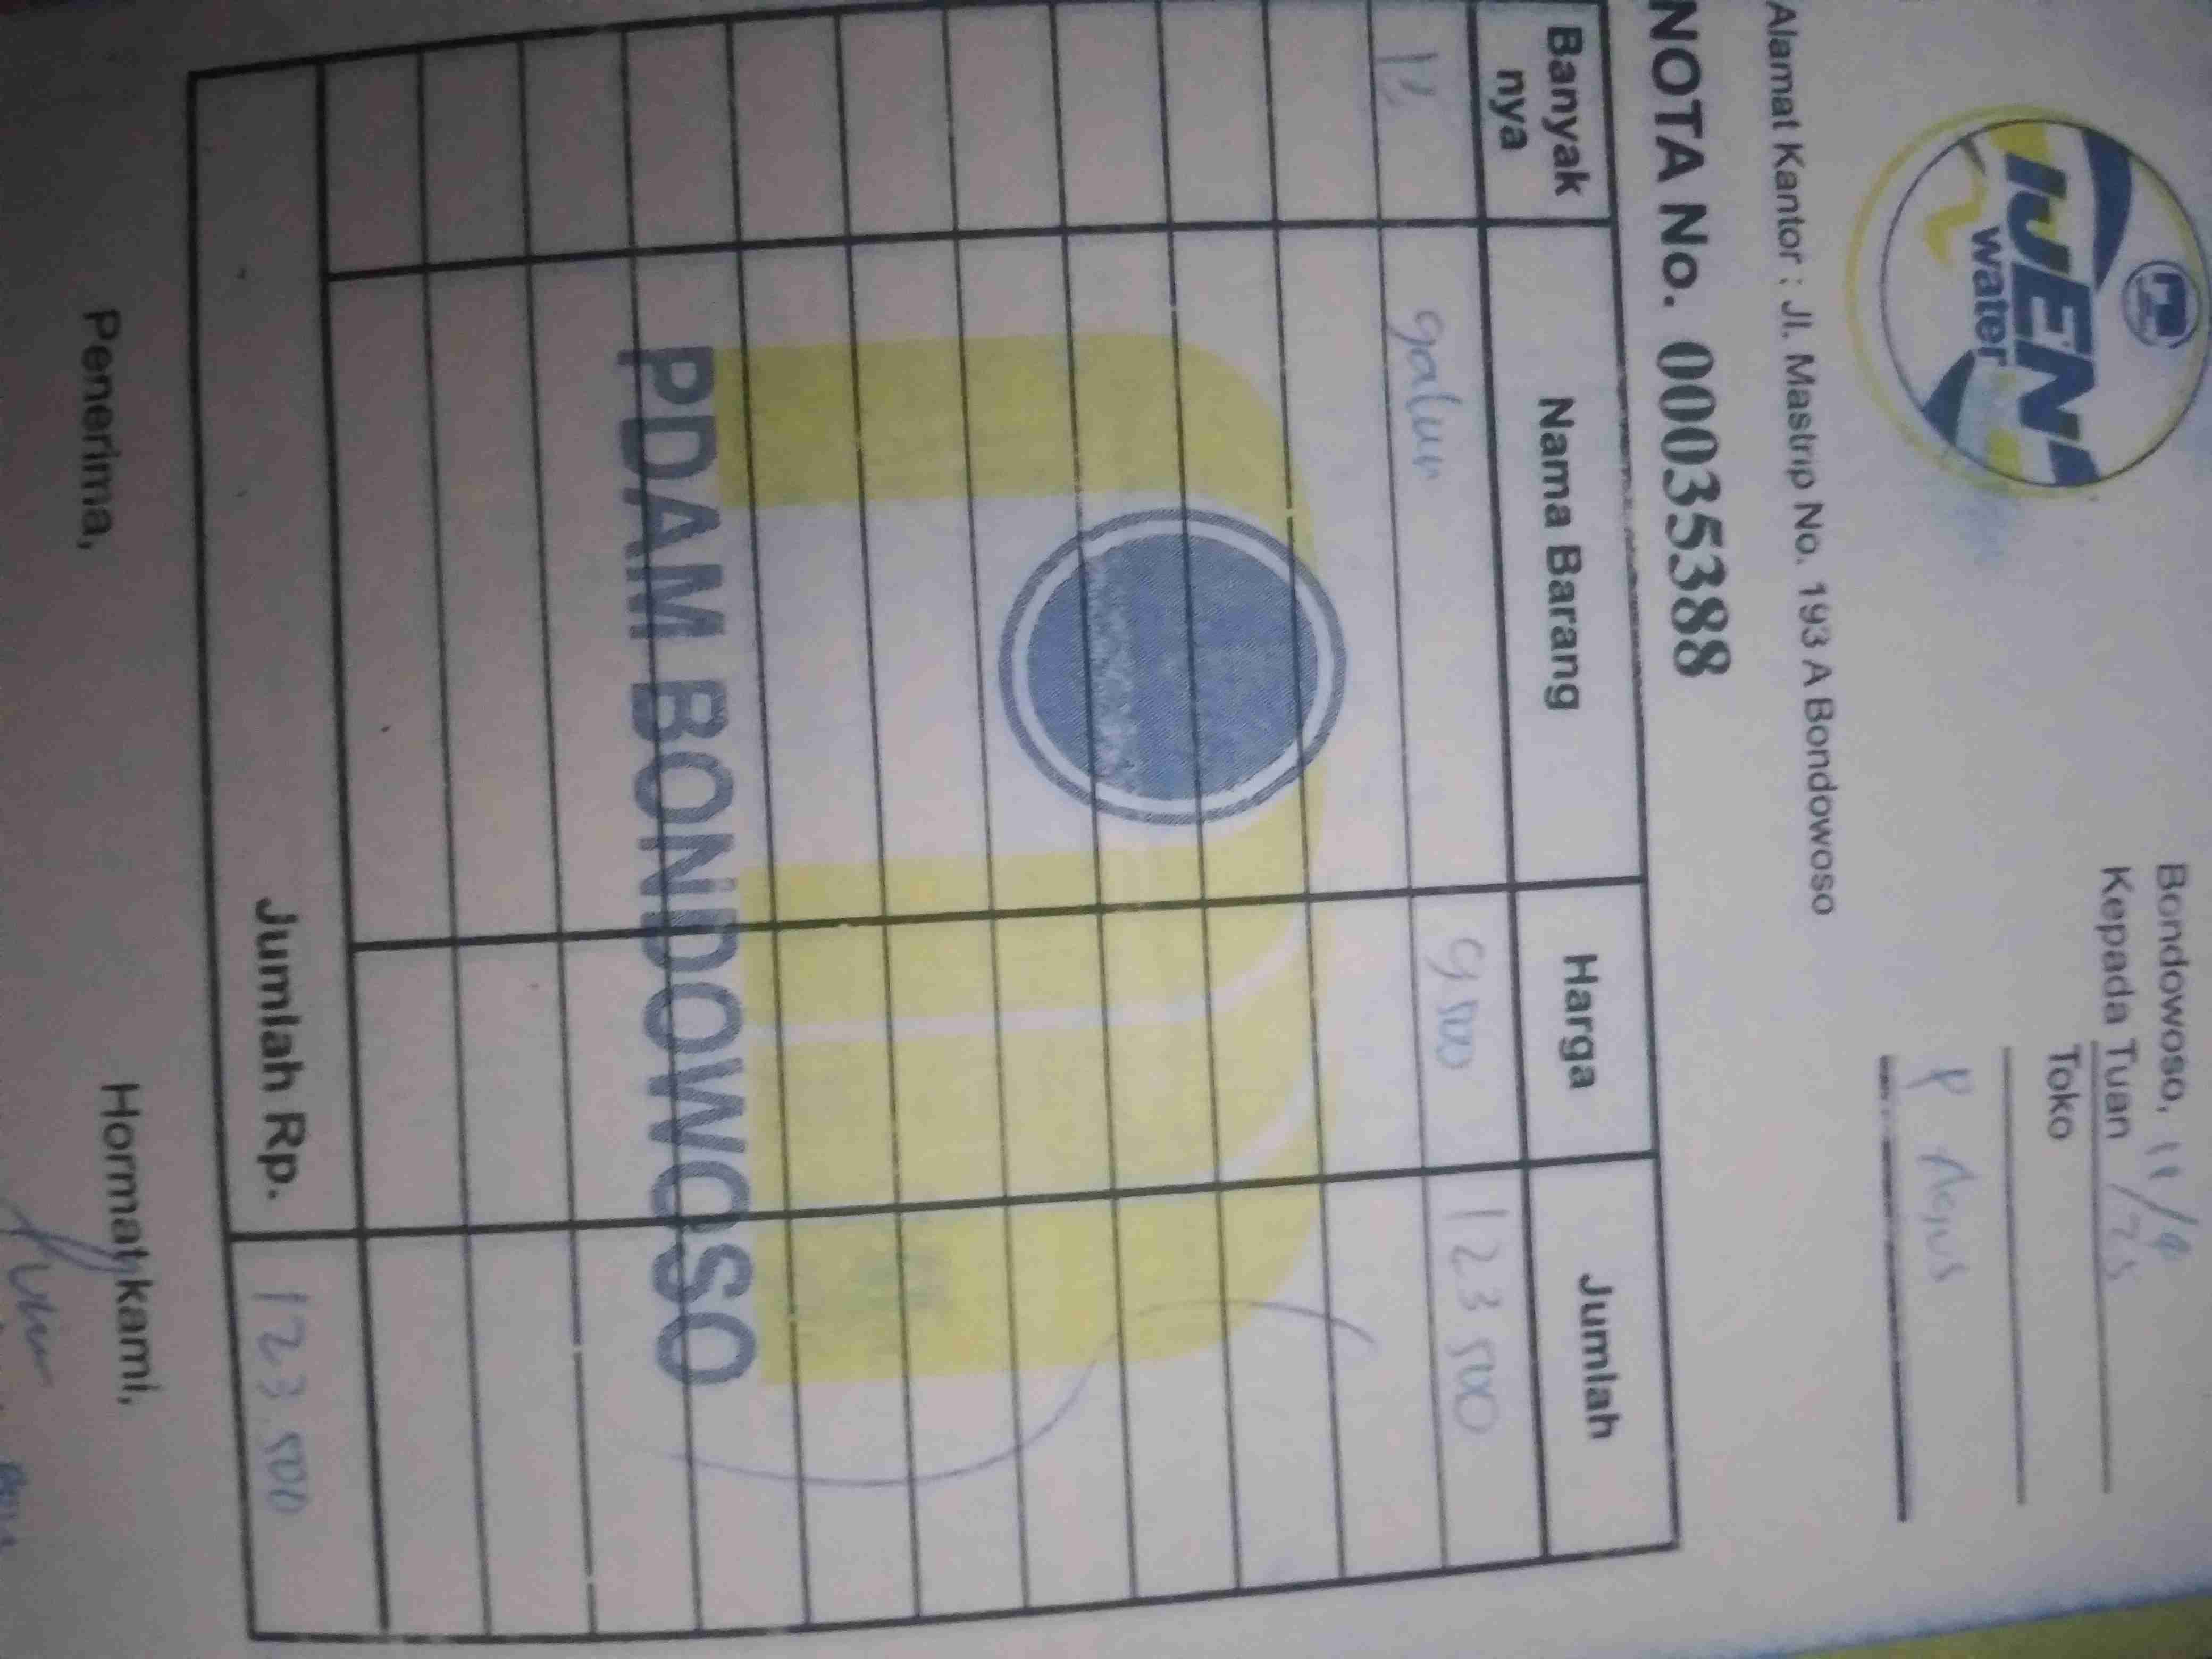 IJEN
water
Bondowoso, 11/9
Kepada Tuan /25
Toko
P Agus
Alamat Kantor : Jl. Mastrip No. 193 A Bondowoso
NOTA No. 00035388
Banyak nya Nama Barang Harga Jumlah
13 galun 9500 123 500
PDAM BONDOWOSO
Jumlah Rp. 123.500
Penerima, Hormat kami,